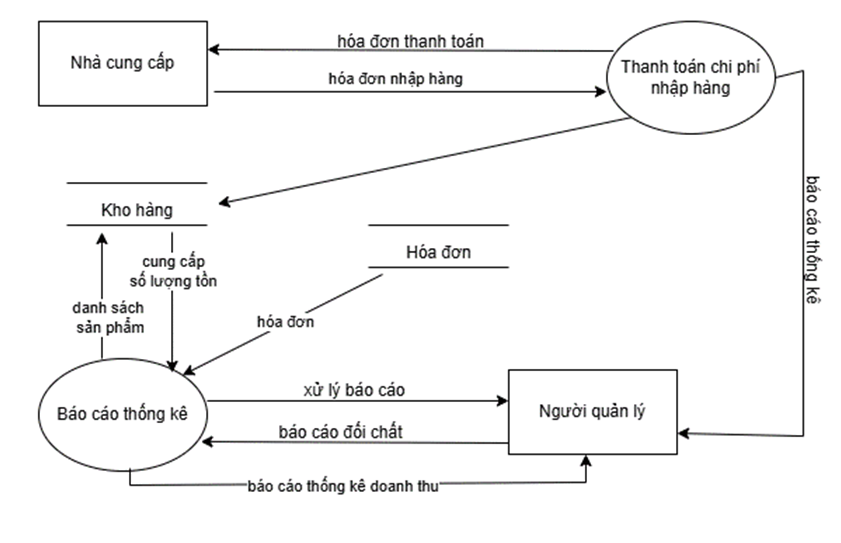 hóa đơn thanh toán
Nhà cung cấp
Thanh toán chi phí
nhập hàng
hóa đơn nhập hàng
báo cáo thống kê
Kho hàng
Hóa đơn
cung cấp
số lượng tồn
danh sách
sản phẩm
hóa đơn
xử lý báo cáo
Báo cáo thống kê
Người quản lý
báo cáo đối chất
báo cáo thống kê doanh thu